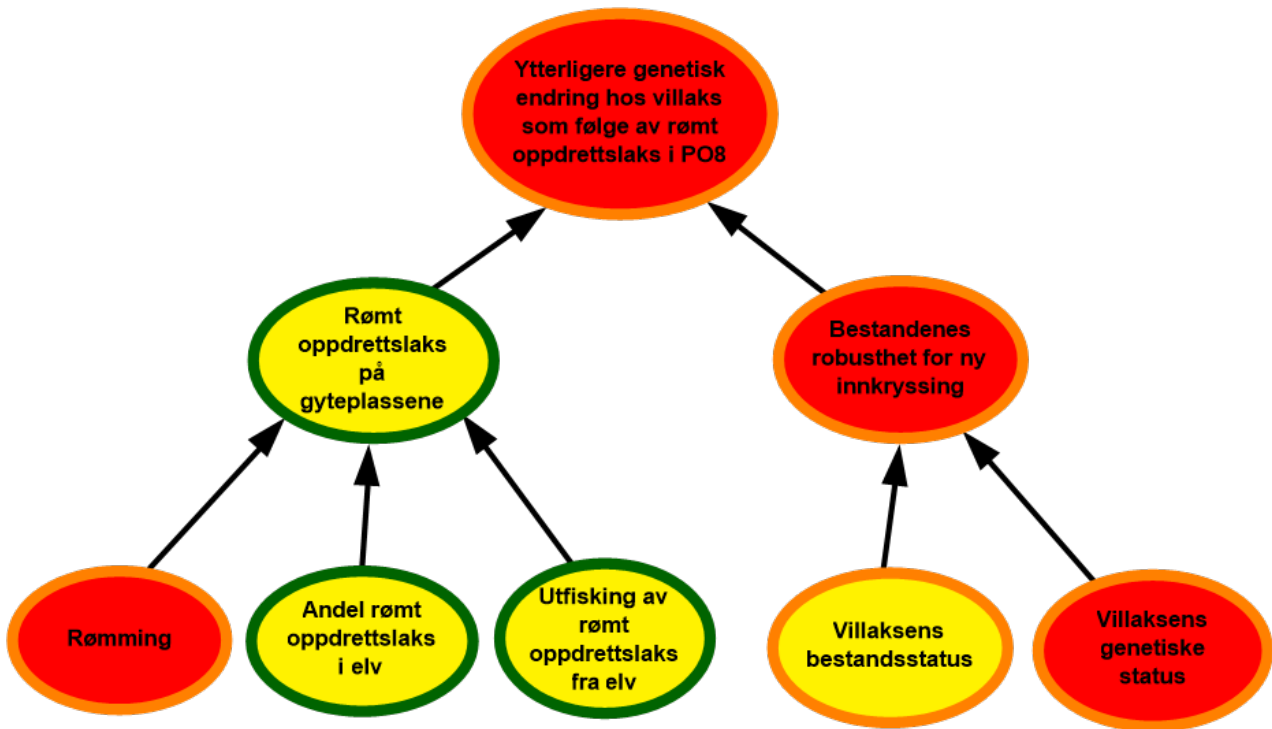 Ytterligere genetisk
endring hos villaks
som følge av rømt
oppdrettslaks i PO8
Rømt
oppdrettslaks
på
gyteplassene
Bestandenes
robusthet for ny
innkryssing
Rømming
Andel rømt
oppdrettslaks
i elv
Utfisking av
rømt
oppdrettslaks
fra elv
Villaksens
bestandsstatus
Villaksens
genetiske
status